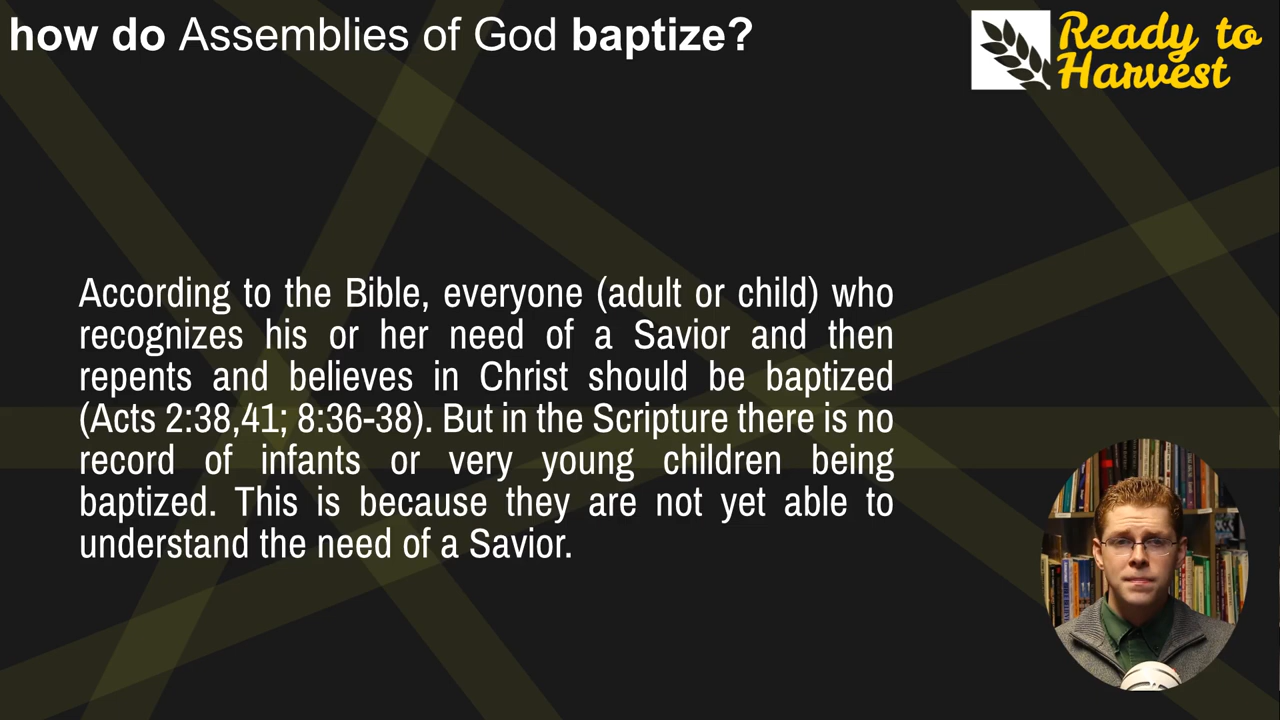 how do Assemblies of God baptize?
Ready to
Harvest
According to the Bible, everyone (adult or child) who
recognizes his or her need of a Savior and then
repents and believes in Christ should be baptized
(Acts 2:38,41; 8:36-38). But in the Scripture there is no
record of infants or very young children being
baptized. This is because they are not yet able to
understand the need of a Savior.